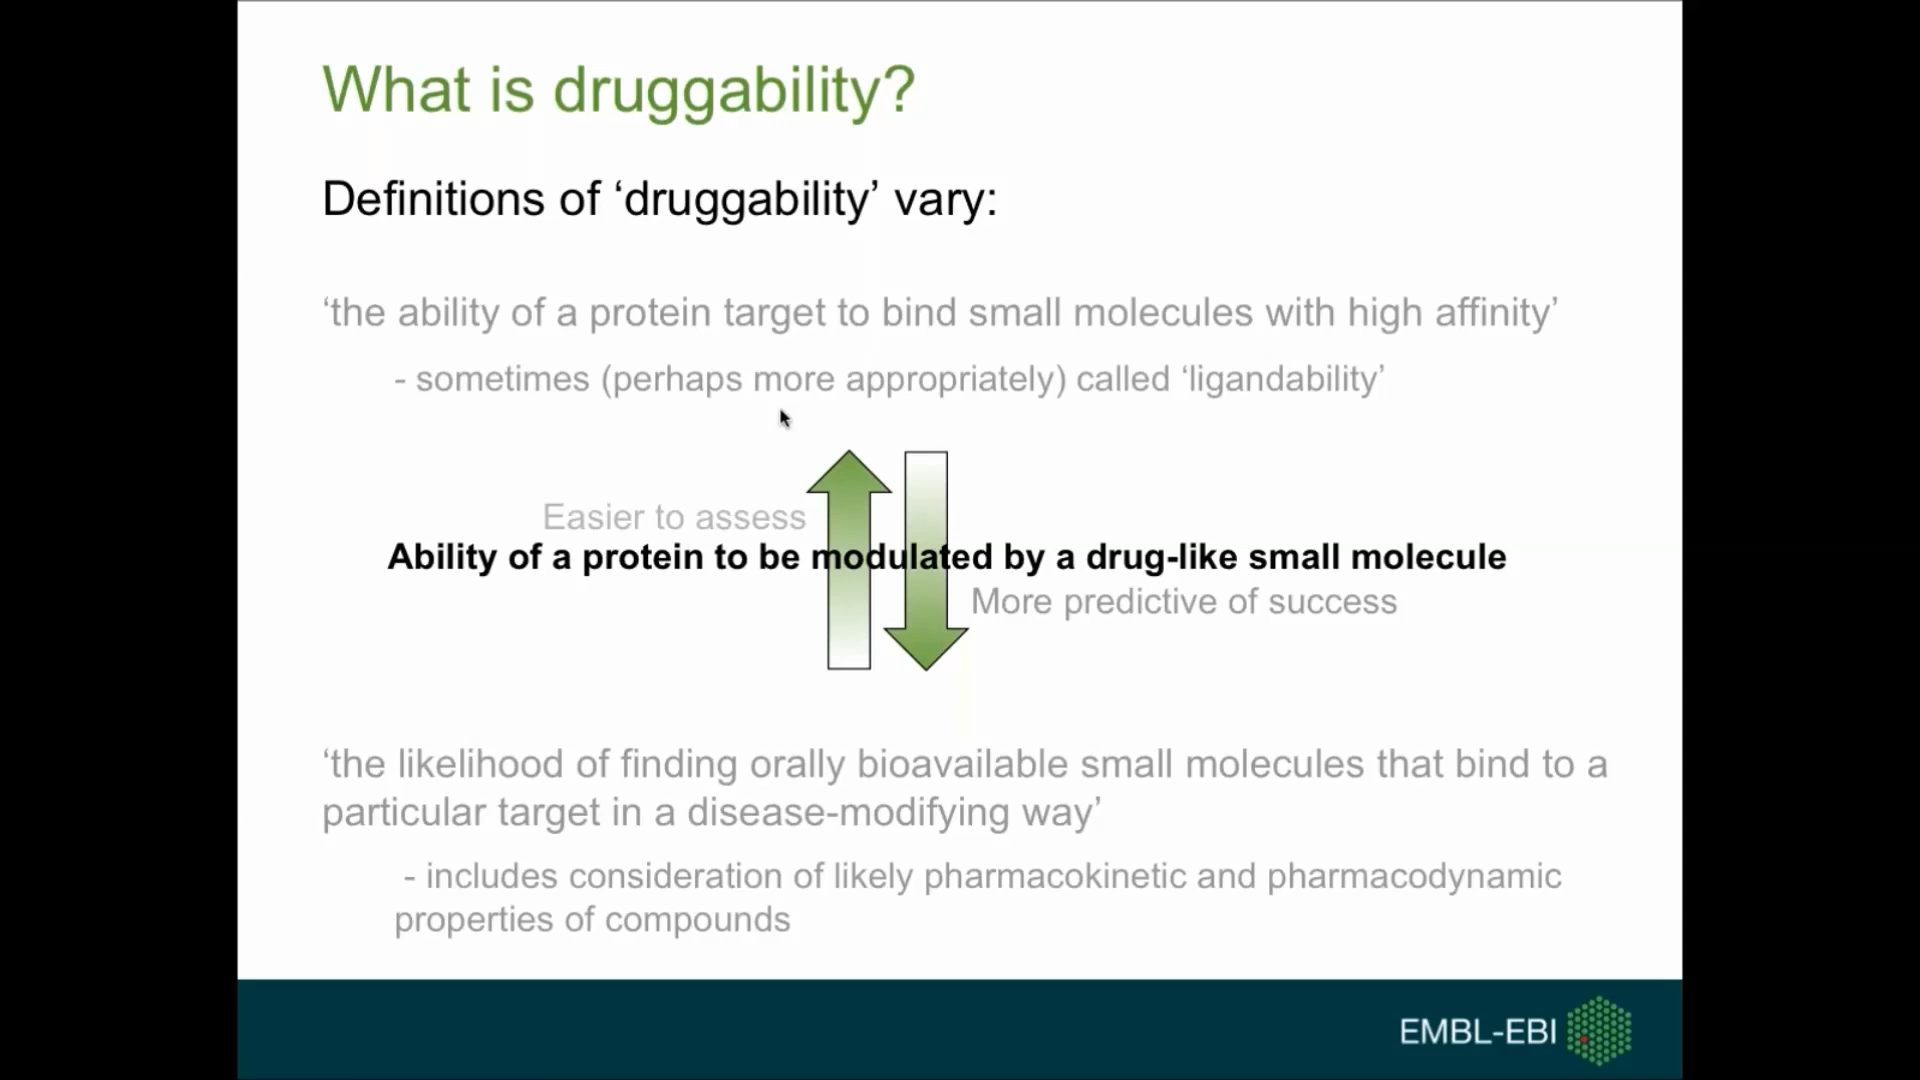 What is druggability?
Definitions of ‘druggability’ vary:
‘the ability of a protein target to bind small molecules with high affinity’
- sometimes (perhaps more appropriately) called ‘ligandability’
Easier to assess
Ability of a protein to be modulated by a drug-like small molecule
More predictive of success
‘the likelihood of finding orally bioavailable small molecules that bind to a
particular target in a disease-modifying way’
- includes consideration of likely pharmacokinetic and pharmacodynamic
properties of compounds
EMBL-EBI